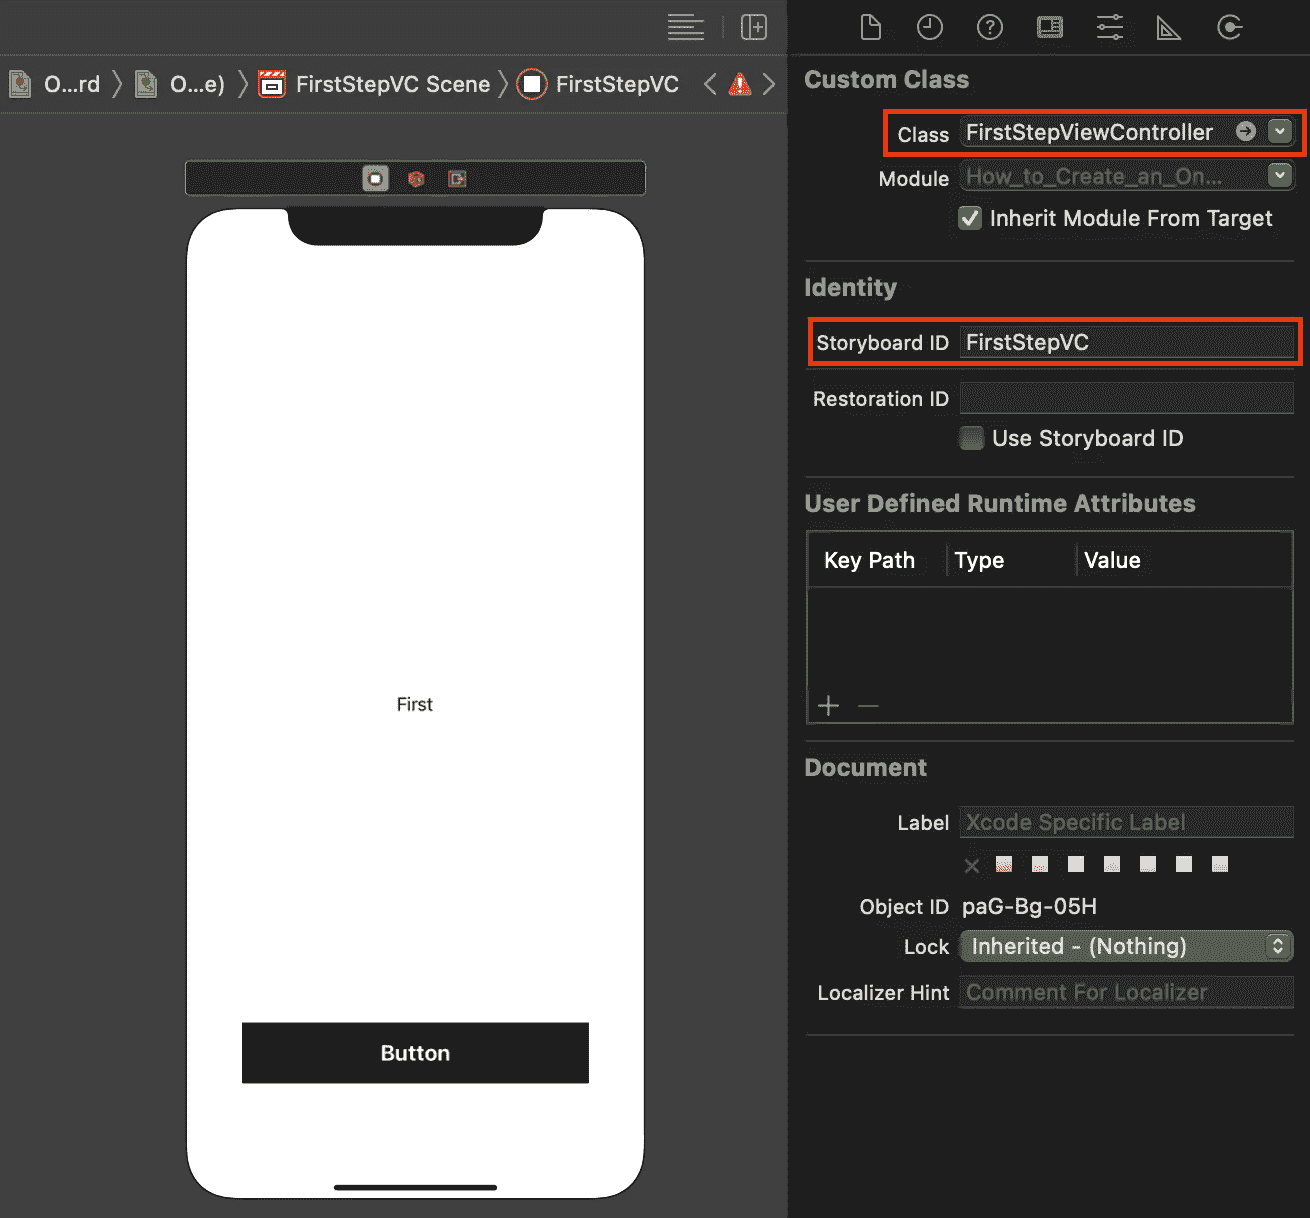 O...rd O...e) FirstStepVC Scene FirstStepVC
Custom Class
Class FirstStepViewController
Module How_to_Create_an_On...
Inherit Module From Target
Identity
Storyboard ID FirstStepVC
Restoration ID
Use Storyboard ID
User Defined Runtime Attributes
Key Path Type Value
First
Document
Label Xcode Specific Label
Object ID paG-Bg-05H
Lock Inherited - (Nothing)
Localizer Hint Comment For Localizer
Button